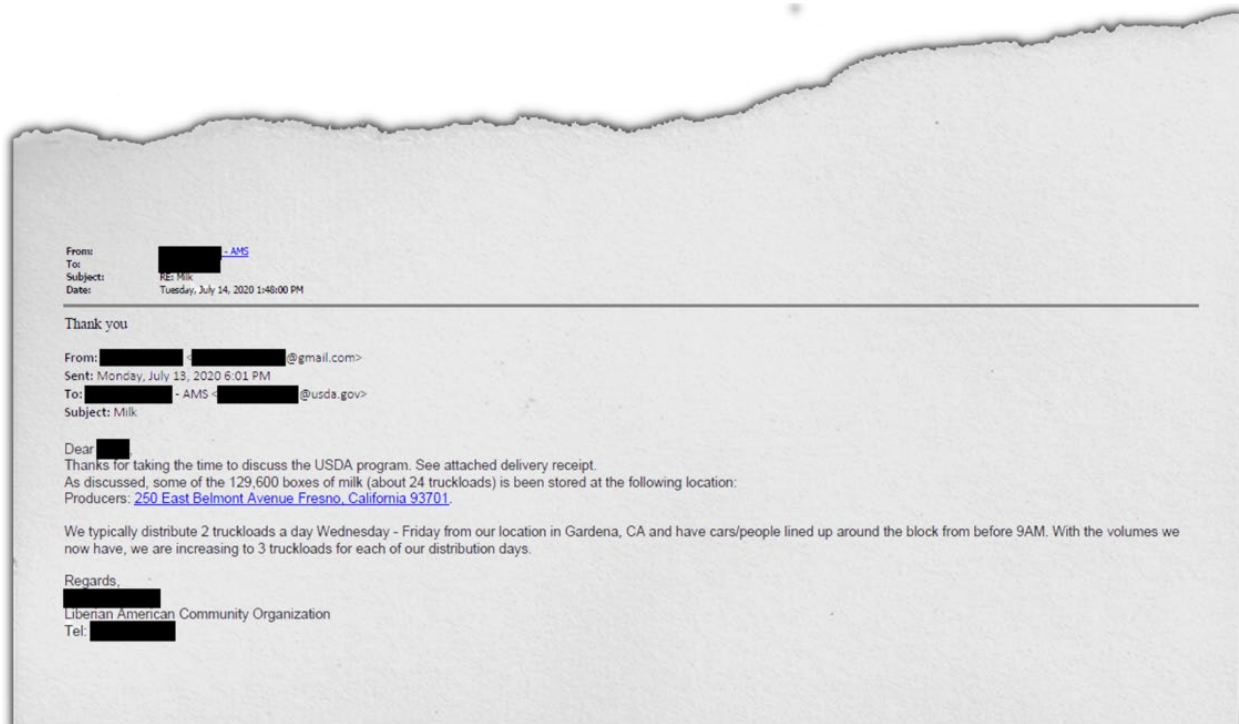 From: - AMS
To:
Subject: RE: Milk
Date: Tuesday, July 14, 2020 1:48:00 PM
Thank you
From: < @gmail.com>
Sent: Monday, July 13, 2020 6:01 PM
To: - AMS < @usda.gov>
Subject: Milk
Dear ,
Thanks for taking the time to discuss the USDA program. See attached delivery receipt.
As discussed, some of the 129,600 boxes of milk (about 24 truckloads) is been stored at the following location:
Producers: 250 East Belmont Avenue Fresno, California 93701.
We typically distribute 2 truckloads a day Wednesday - Friday from our location in Gardena, CA and have cars/people lined up around the block from before 9AM. With the volumes we
now have, we are increasing to 3 truckloads for each of our distribution days.
Regards,
Liberian American Community Organization
Tel: